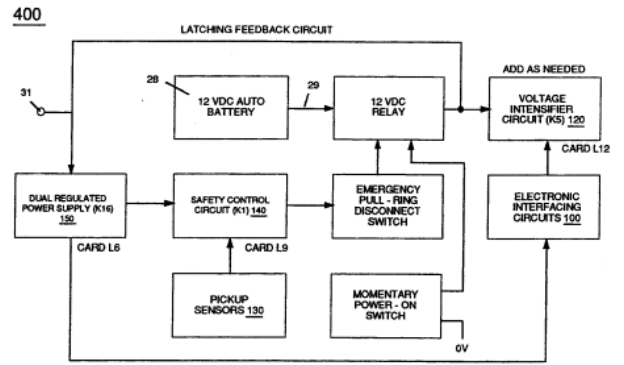 400
LATCHING FEEDBACK CIRCUIT
31
28
29
ADD AS NEEDED
12 VDC AUTO
BATTERY
12 VDC
RELAY
VOLTAGE
INTENSIFIER
CIRCUIT (K5) 120
CARD L12
DUAL REGULATED
POWER SUPPLY (K16)
150
CARD L6
SAFETY CONTROL
CIRCUIT (K1) 140
CARD L9
EMERGENCY
PULL - RING
DISCONNECT
SWITCH
ELECTRONIC
INTERFACING
CIRCUITS 100
PICKUP
SENSORS 130
MOMENTARY
POWER - ON
SWITCH
0V